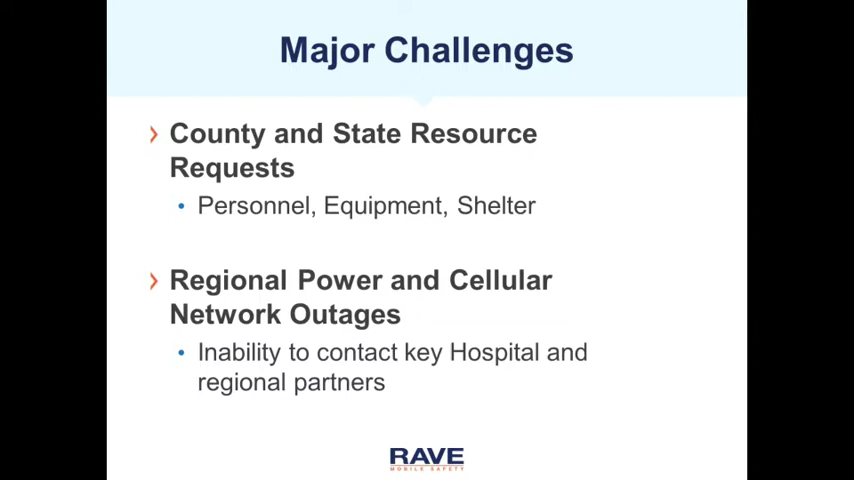 Major Challenges
County and State Resource
Requests
• Personnel, Equipment, Shelter
Regional Power and Cellular
Network Outages
• Inability to contact key Hospital and
regional partners
RAVE
MOBILE SAFETY